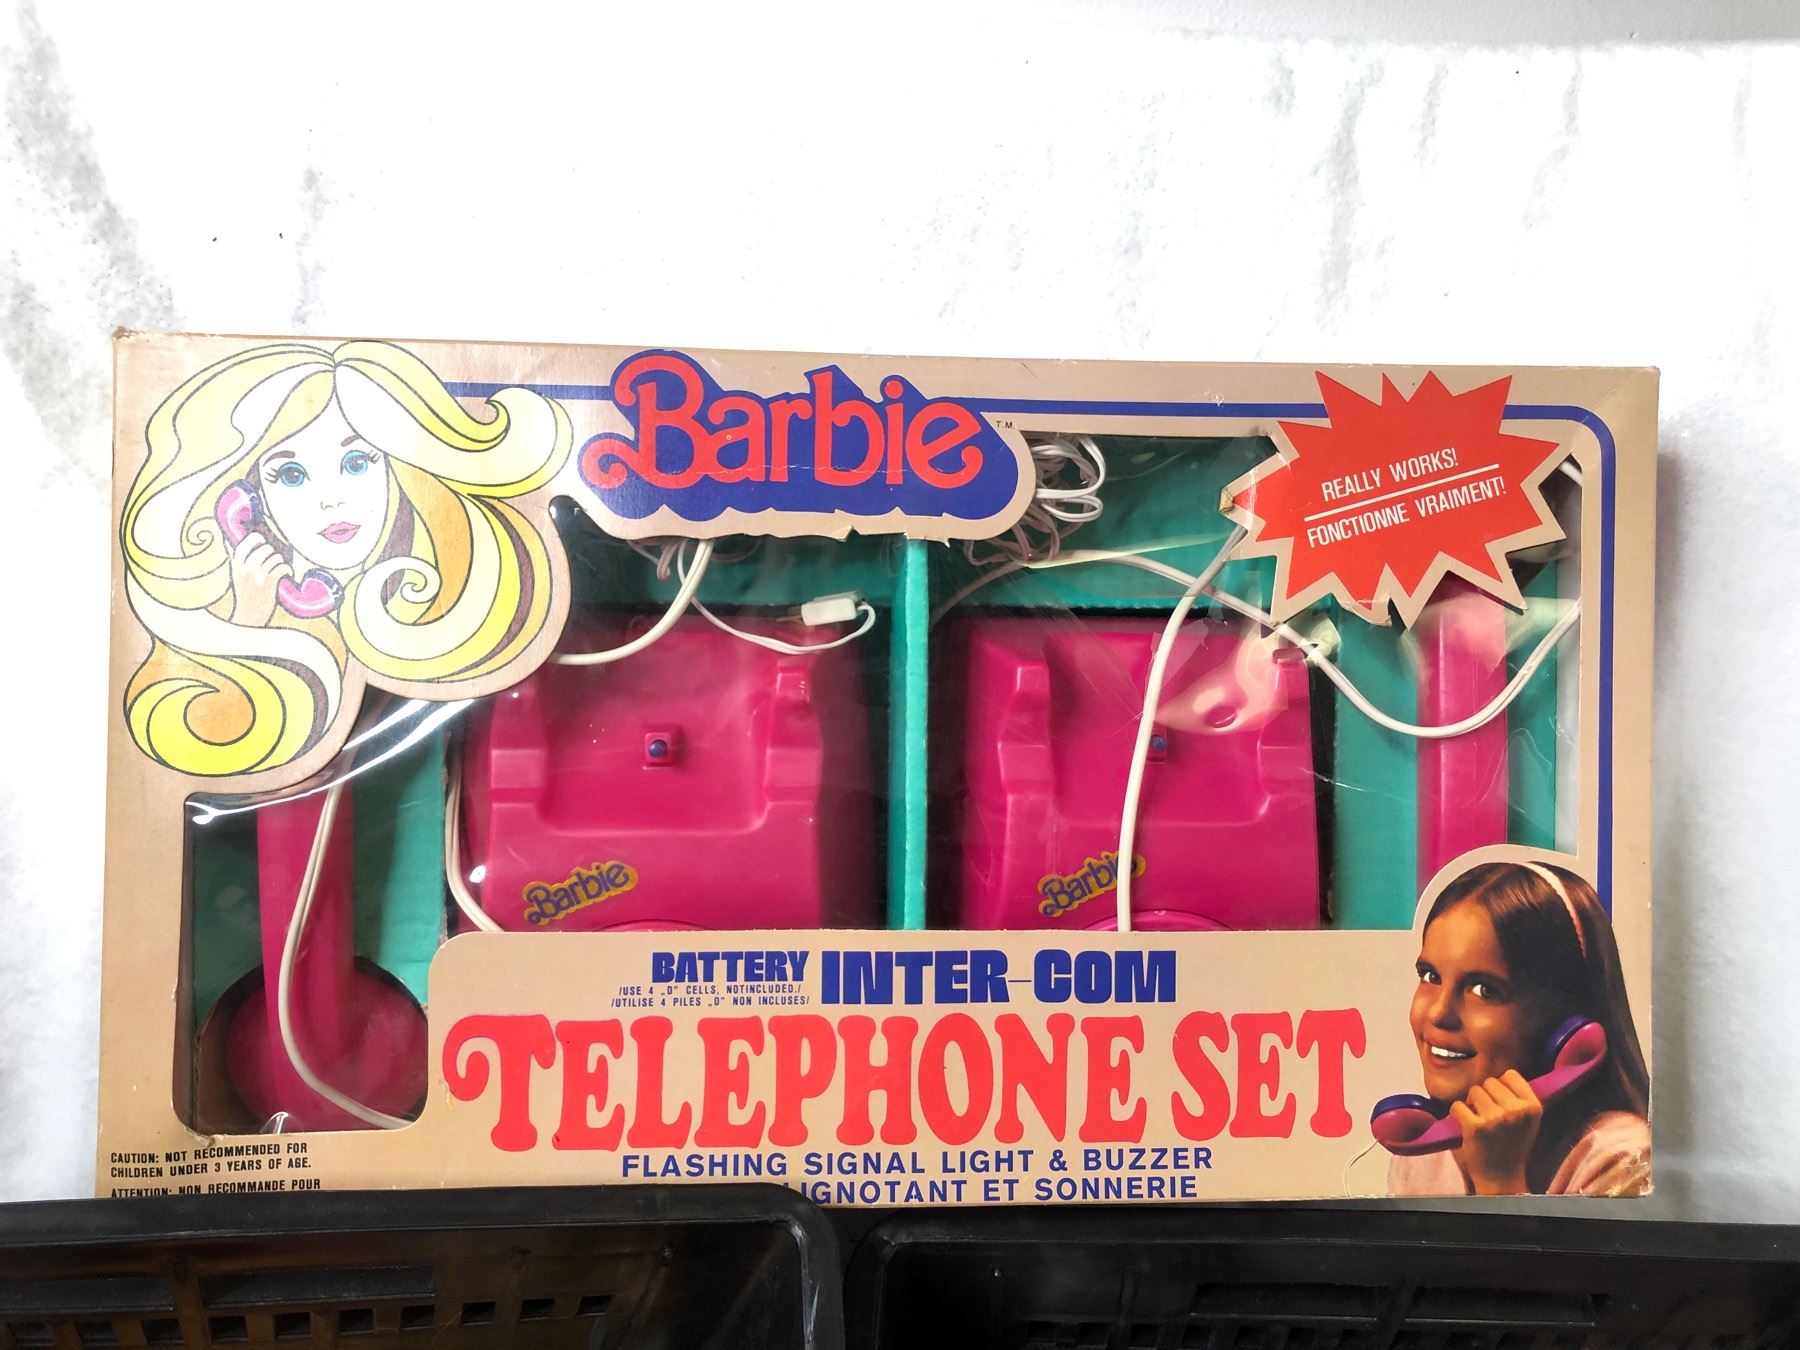 Barbie T.M.
REALLY WORKS!
FONCTIONNE VRAIMENT!
Barbie
Barbie
BATTERY INTER-COM
/USE 4 „D" CELLS, NOTINCLUDED./
/UTILISE 4 PILES „D" NON INCLUSES/
TELEPHONE SET
FLASHING SIGNAL LIGHT & BUZZER
LIGNOTANT ET SONNERIE
CAUTION: NOT RECOMMENDED FOR
CHILDREN UNDER 3 YEARS OF AGE.
ATTENTION: NON RECOMMANDE POUR